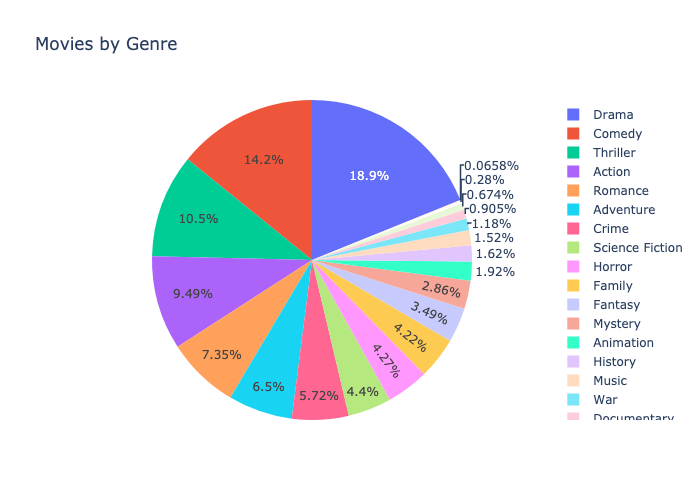 Movies by Genre
18.9%
14.2%
10.5%
9.49%
7.35%
6.5%
5.72%
4.4%
4.27%
4.22%
3.49%
2.86%
1.92%
1.62%
1.52%
1.18%
0.905%
0.674%
0.28%
0.0658%
Drama
Comedy
Thriller
Action
Romance
Adventure
Crime
Science Fiction
Horror
Family
Fantasy
Mystery
Animation
History
Music
War
Documentary